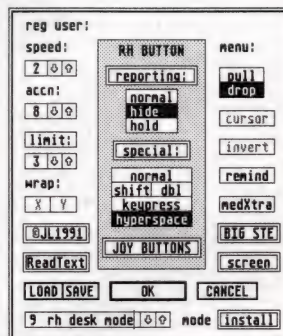 reg user:
speed: RH BUTTON menu:
2 ⇩ ⇧ reporting: pull
drop
accn: normal
8 ⇩ ⇧ hide cursor
hold
limit: special: invert
3 ⇩ ⇧
wrap: normal remind
X Y shift dbl
keypress medXtra
hyperspace
©JL1991 JOY BUTTONS BIG STE
ReadText screen
LOAD SAVE OK CANCEL
9 rh desk mode ⇩ ⇧ mode install